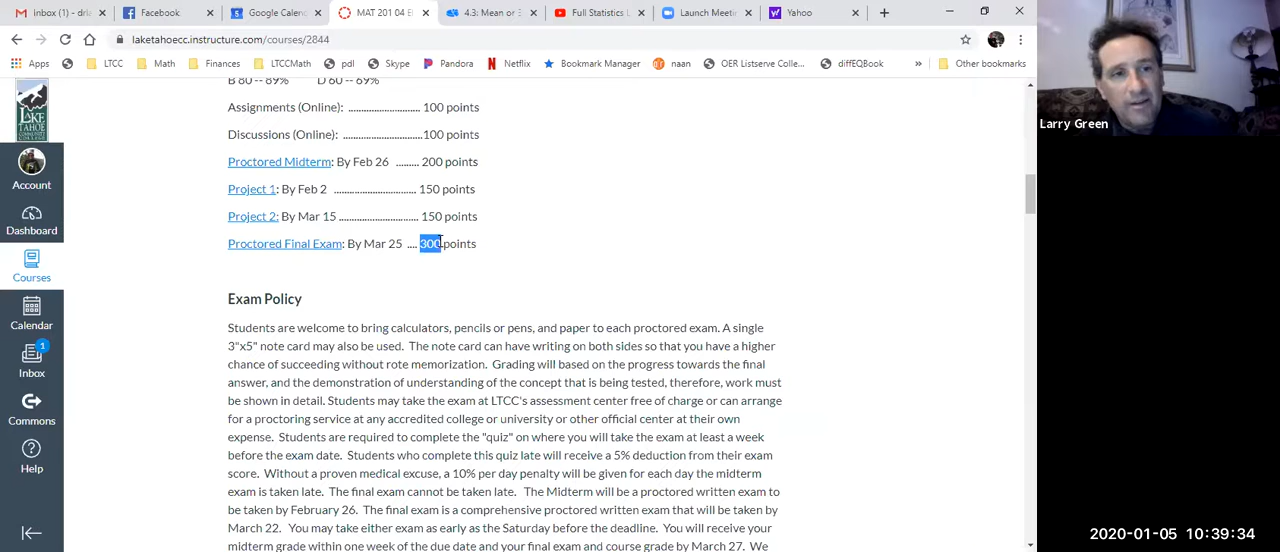 Inbox (1) - drla
Facebook
Google Calen
MAT 201 04 El
4.3: Mean or
Full Statistics L
Launch Meeti
Yahoo
laketahoecc.instructure.com/courses/2844
Apps
LTCC
Math
Finances
LTCCMath
pdl
Skype
Pandora
Netflix
Bookmark Manager
naan
OER Listserve Colle...
diffEQBook
»
Other bookmarks
B 80 -- 89% D 60 -- 69%
Assignments (Online): ........................... 100 points
Discussions (Online): ..............................100 points
Proctored Midterm: By Feb 26 ......... 200 points
Project 1: By Feb 2 ............................... 150 points
Project 2: By Mar 15 .............................. 150 points
Proctored Final Exam: By Mar 25 .... 300 points
Exam Policy
Students are welcome to bring calculators, pencils or pens, and paper to each proctored exam. A single
3"x5" note card may also be used. The note card can have writing on both sides so that you have a higher
chance of succeeding without rote memorization. Grading will based on the progress towards the final
answer, and the demonstration of understanding of the concept that is being tested, therefore, work must
be shown in detail. Students may take the exam at LTCC's assessment center free of charge or can arrange
for a proctoring service at any accredited college or university or other official center at their own
expense. Students are required to complete the "quiz" on where you will take the exam at least a week
before the exam date. Students who complete this quiz late will receive a 5% deduction from their exam
score. Without a proven medical excuse, a 10% per day penalty will be given for each day the midterm
exam is taken late. The final exam cannot be taken late. The Midterm will be a proctored written exam to
be taken by February 26. The final exam is a comprehensive proctored written exam that will be taken by
March 22. You may take either exam as early as the Saturday before the deadline. You will receive your
midterm grade within one week of the due date and your final exam and course grade by March 27. We
LAKE
TAHOE
Account
Dashboard
Courses
Calendar
1
Inbox
Commons
Help
Larry Green
2020-01-05 10:39:34